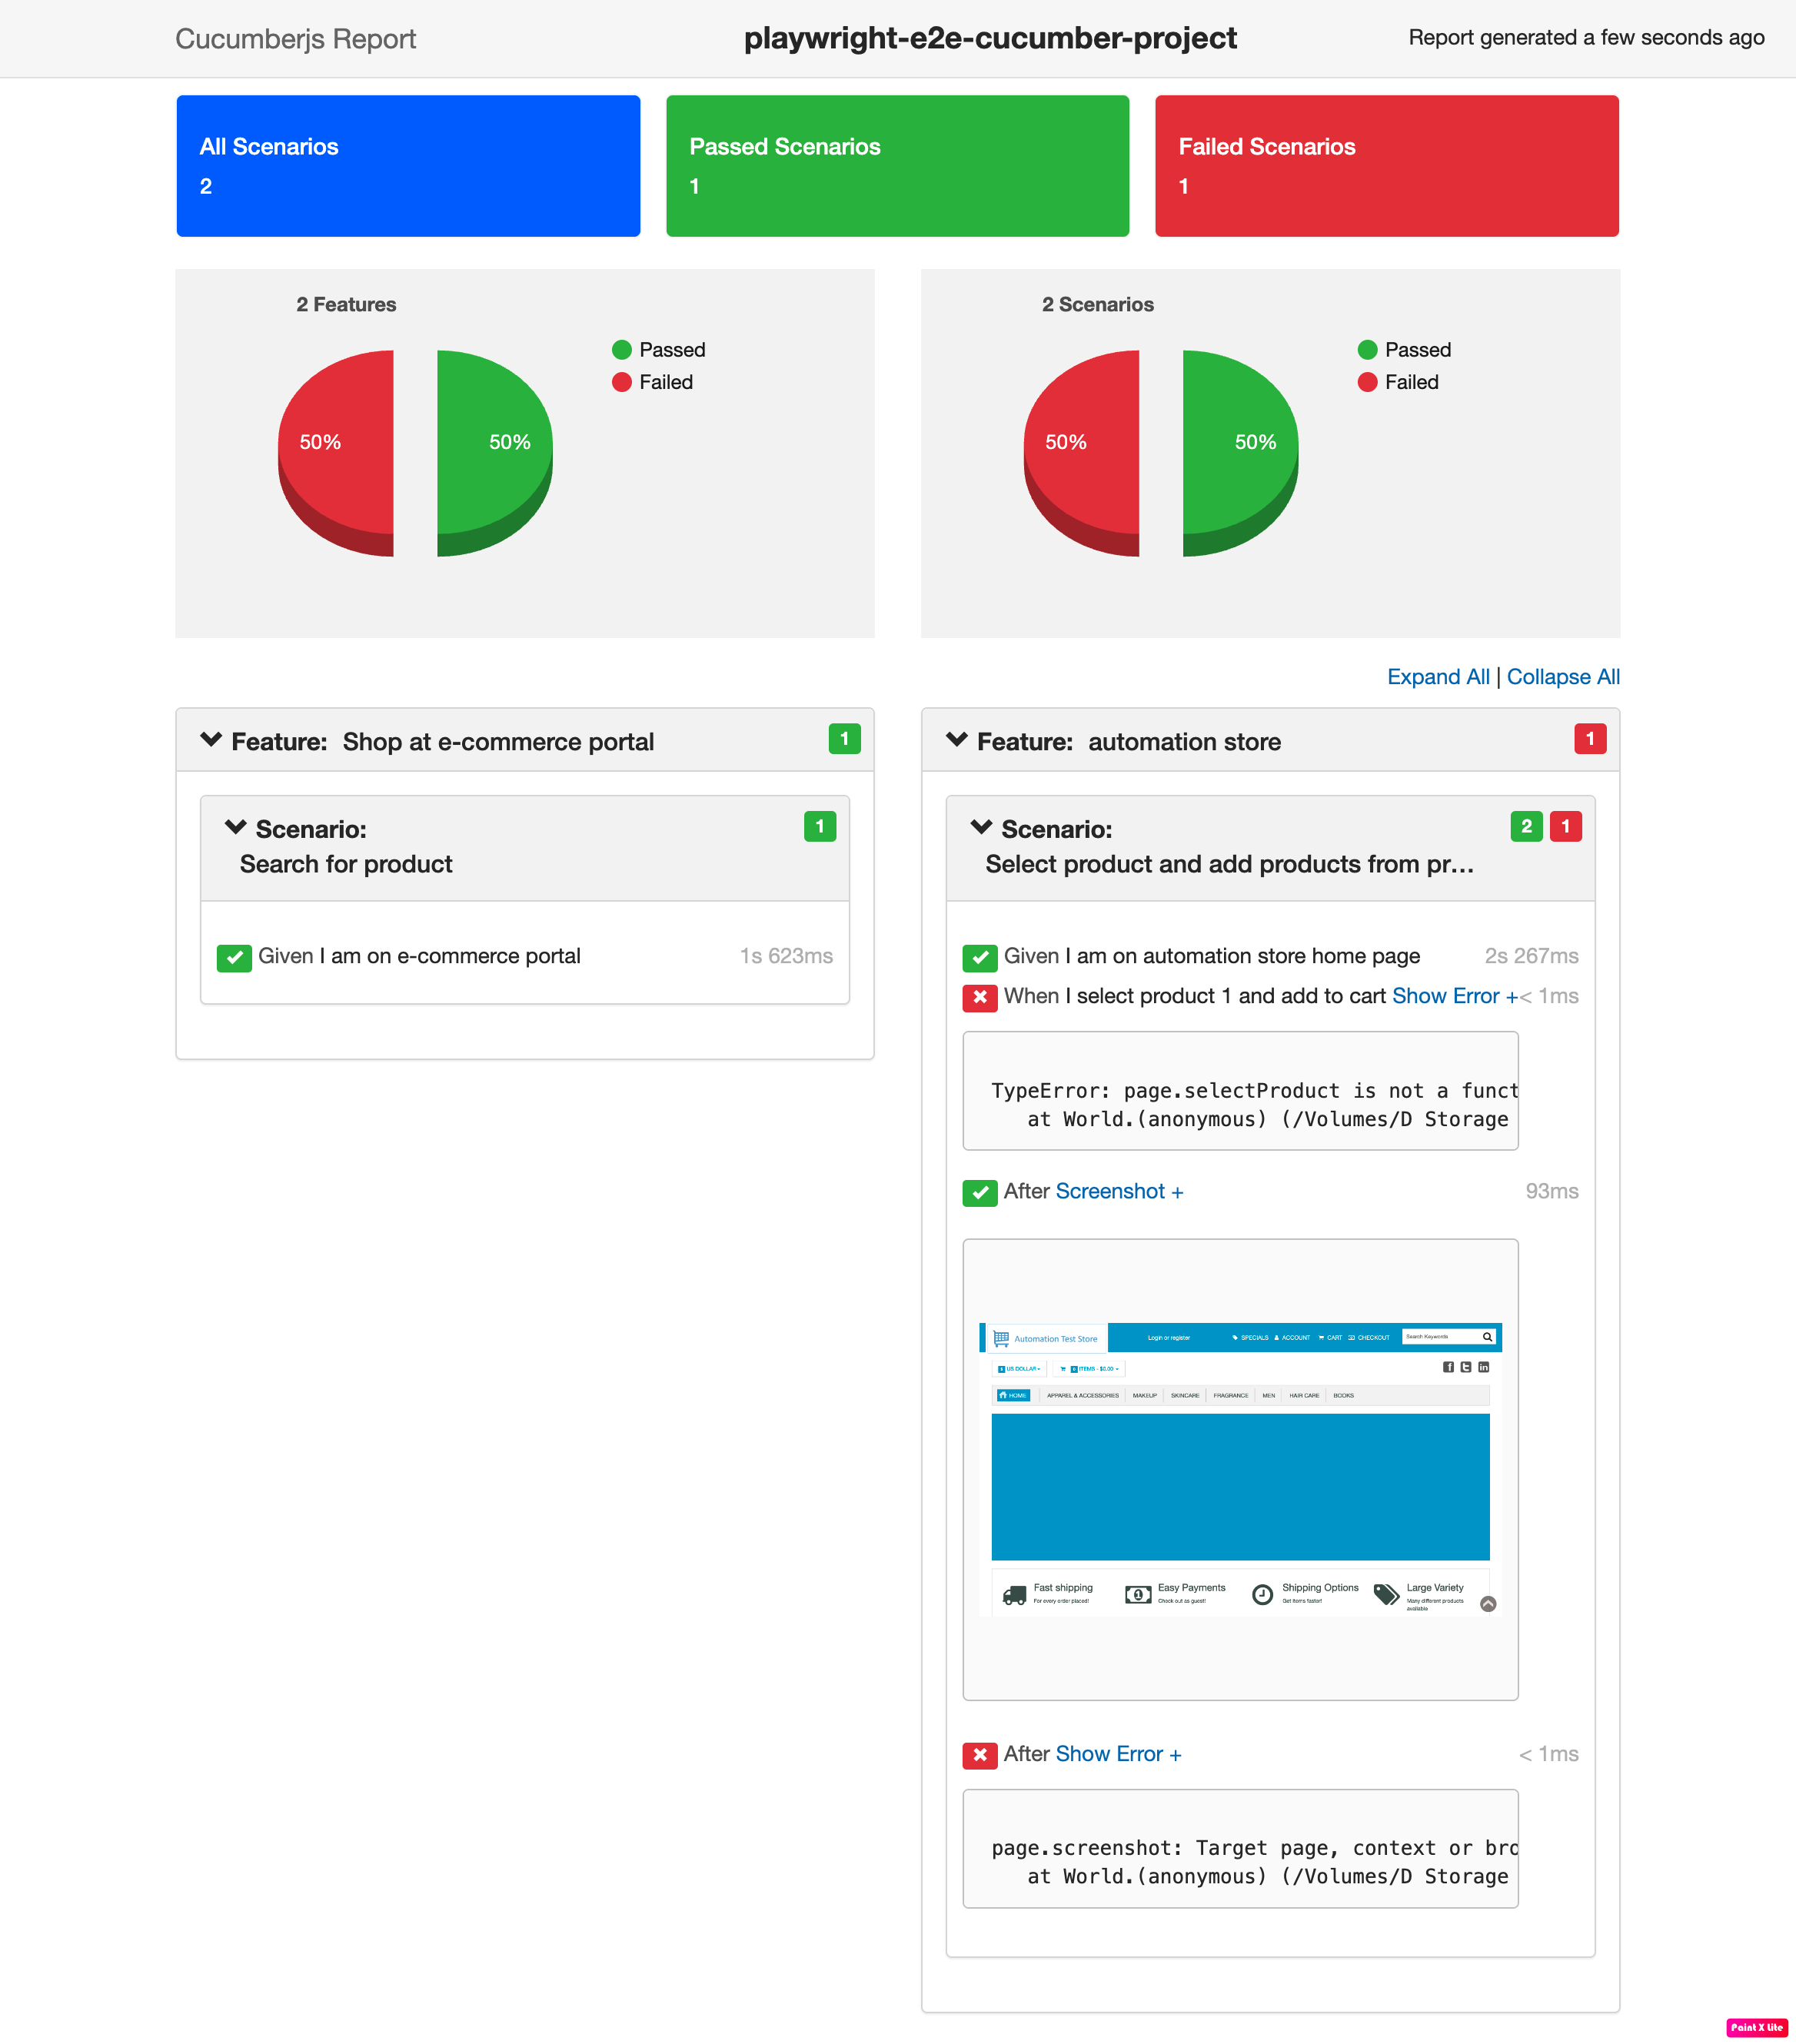 Cucumberjs Report
playwright-e2e-cucumber-project
Report generated a few seconds ago
All Scenarios
2
Passed Scenarios
1
Failed Scenarios
1
2 Features
50%
50%
Passed
Failed
2 Scenarios
50%
50%
Passed
Failed
Expand All | Collapse All
Feature: Shop at e-commerce portal
1
Scenario:
1
Search for product
Given I am on e-commerce portal
1s 623ms
Feature: automation store
1
Scenario:
2 1
Select product and add products from pr...
Given I am on automation store home page
2s 267ms
When I select product 1 and add to cart Show Error +
< 1ms
TypeError: page.selectProduct is not a funct
at World.(anonymous) (/Volumes/D Storage
After Screenshot +
93ms
Automation Test Store
Login or register
SPECIALS ACCOUNT CART CHECKOUT
Search Keywords
US DOLLAR
0 ITEMS - $0.00
HOME APPAREL & ACCESSORIES MAKEUP SKINCARE FRAGRANCE MEN HAIR CARE BOOKS
Fast shipping
For every order placed!
Easy Payments
Check out as guest!
Shipping Options
Get items faster!
Large Variety
Many different products
available
After Show Error +
< 1ms
page.screenshot: Target page, context or bro
at World.(anonymous) (/Volumes/D Storage
Paint X Lite